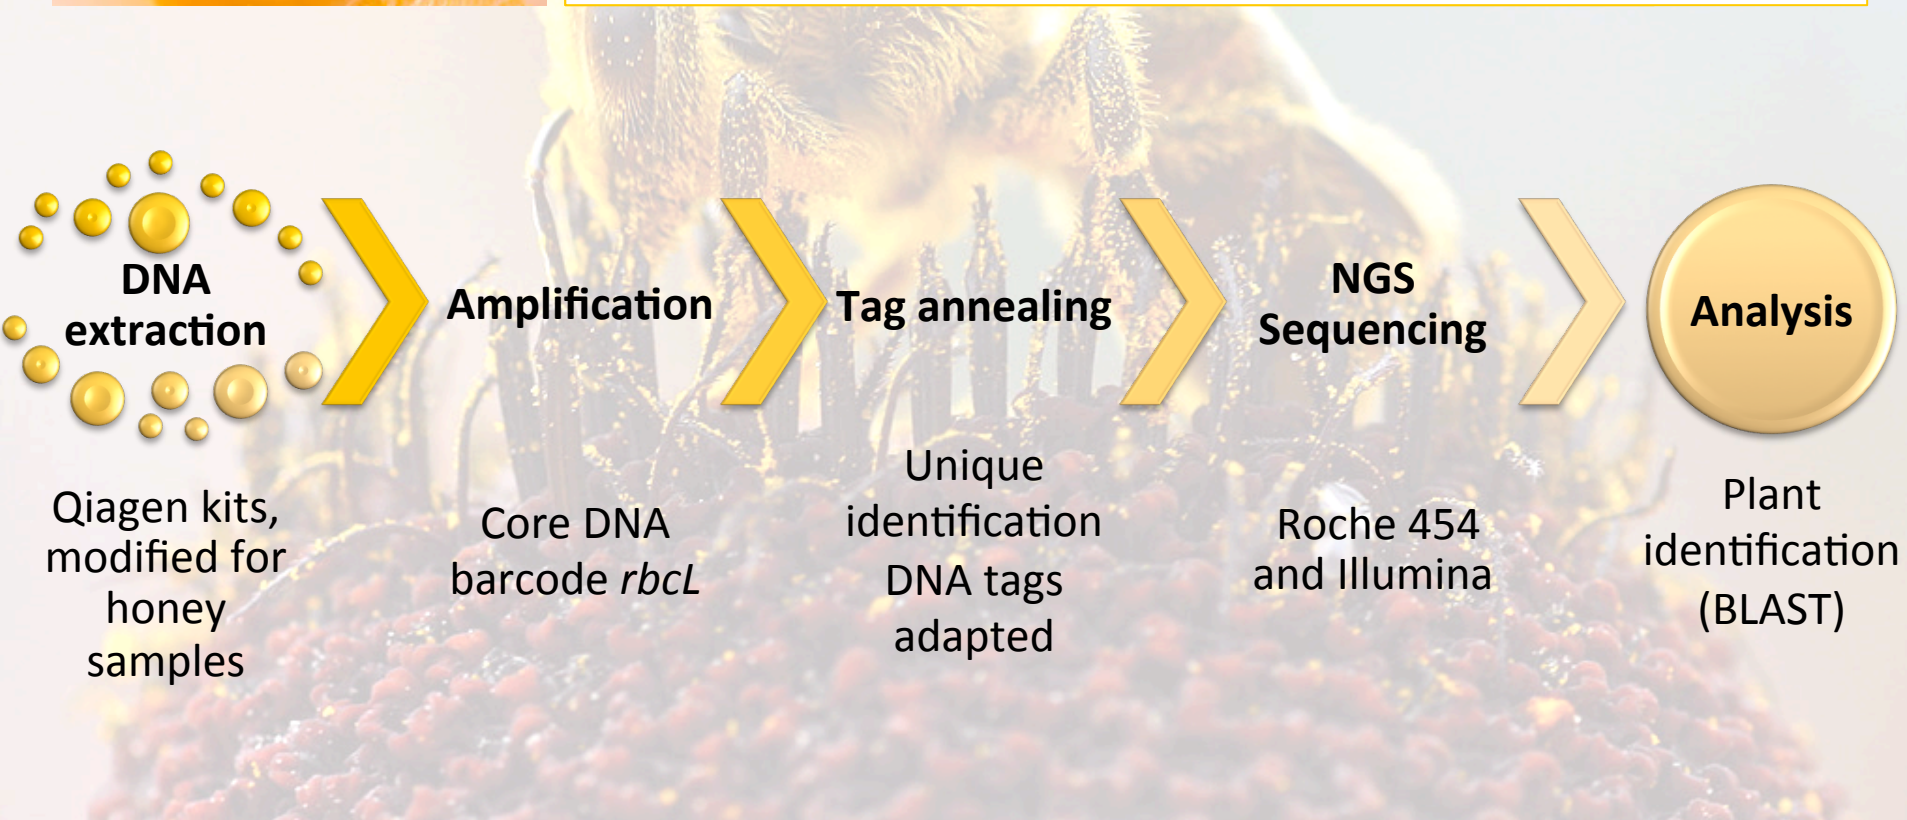 DNA
extraction
Amplification
Tag annealing
NGS
Sequencing
Analysis
Qiagen kits,
modified for
honey
samples
Core DNA
barcode rbcL
Unique
identification
DNA tags
adapted
Roche 454
and Illumina
Plant
identification
(BLAST)